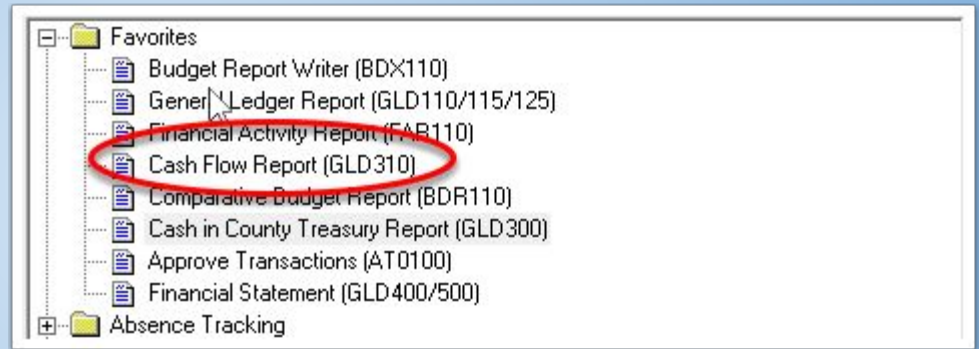 Favorites
Budget Report Writer (BDX110)
General Ledger Report (GLD110/115/125)
Financial Activity Report (FAR110)
Cash Flow Report (GLD310)
Comparative Budget Report (BDR110)
Cash in County Treasury Report (GLD300)
Approve Transactions (AT0100)
Financial Statement (GLD400/500)
Absence Tracking